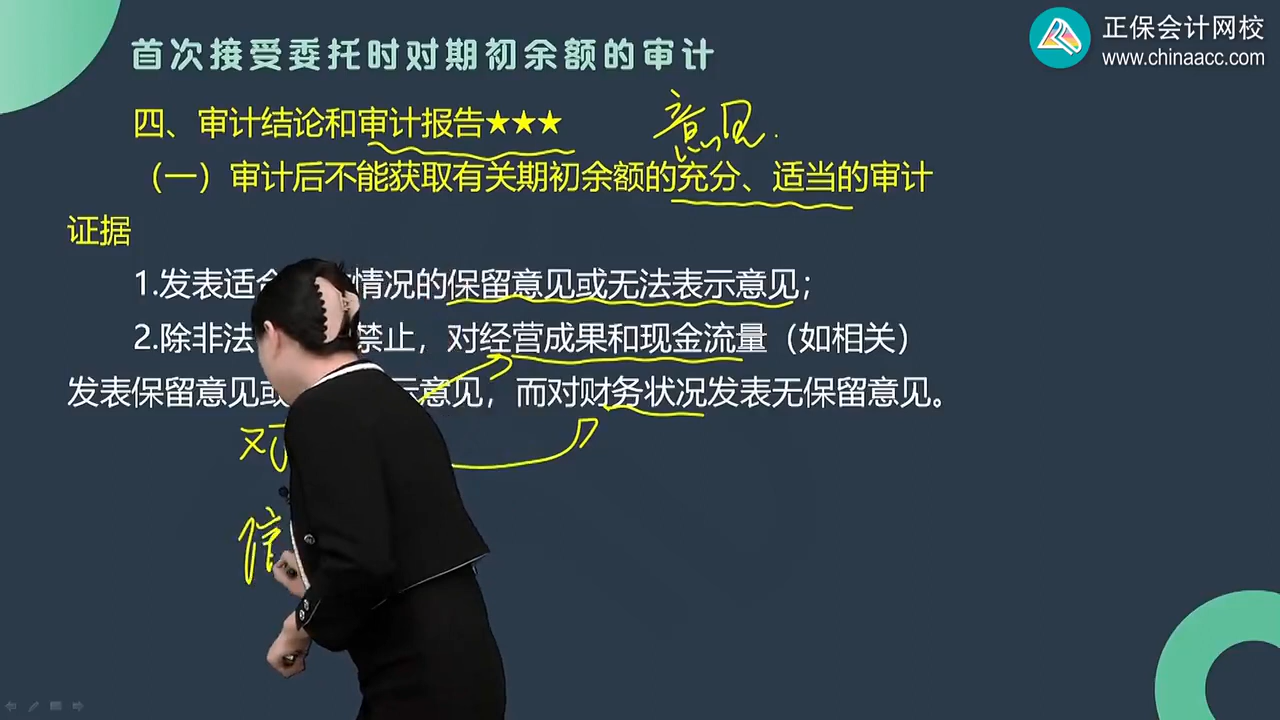 正保会计网校
www.chinaacc.com
首次接受委托时对期初余额的审计
四、审计结论和审计报告★★★
意见.
（一）审计后不能获取有关期初余额的充分、适当的审计
证据
1.发表适合 情况的保留意见或无法表示意见；
2.除非法 禁止，对经营成果和现金流量（如相关）
发表保留意见或 示意见，而对财务状况发表无保留意见。
对
信